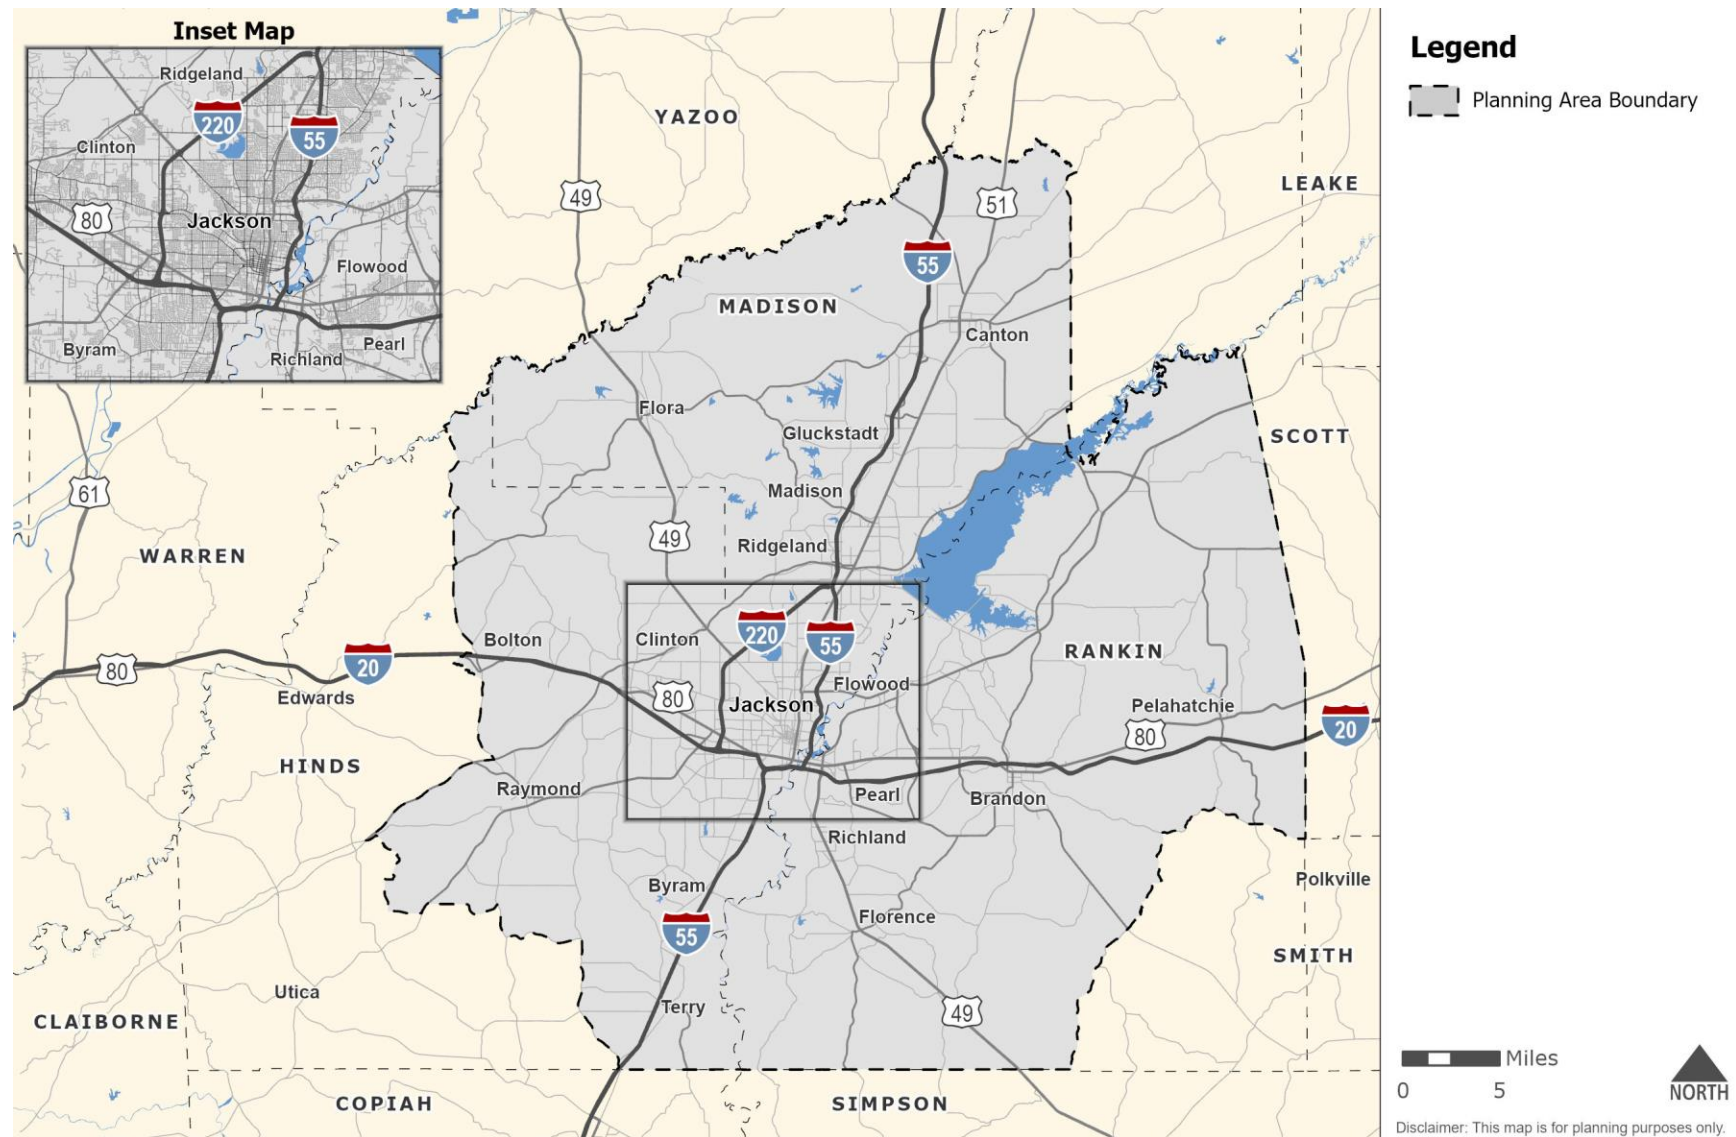 Inset Map
Ridgeland
220
55
Clinton
80
Jackson
Flowood
Byram
Richland
Pearl
YAZOO
49
51
LEAKE
55
MADISON
Canton
Flora
Gluckstadt
SCOTT
61
Madison
49
Ridgeland
WARREN
Bolton
Clinton
220
55
RANKIN
80
20
Edwards
80
Flowood
Jackson
Pelahatchie
80
20
HINDS
Raymond
Pearl
Brandon
Richland
Byram
Polkville
Florence
55
SMITH
Utica
Terry
49
CLAIBORNE
COPIAH
SIMPSON
Legend
Planning Area Boundary
Miles
0 5
NORTH
Disclaimer: This map is for planning purposes only.